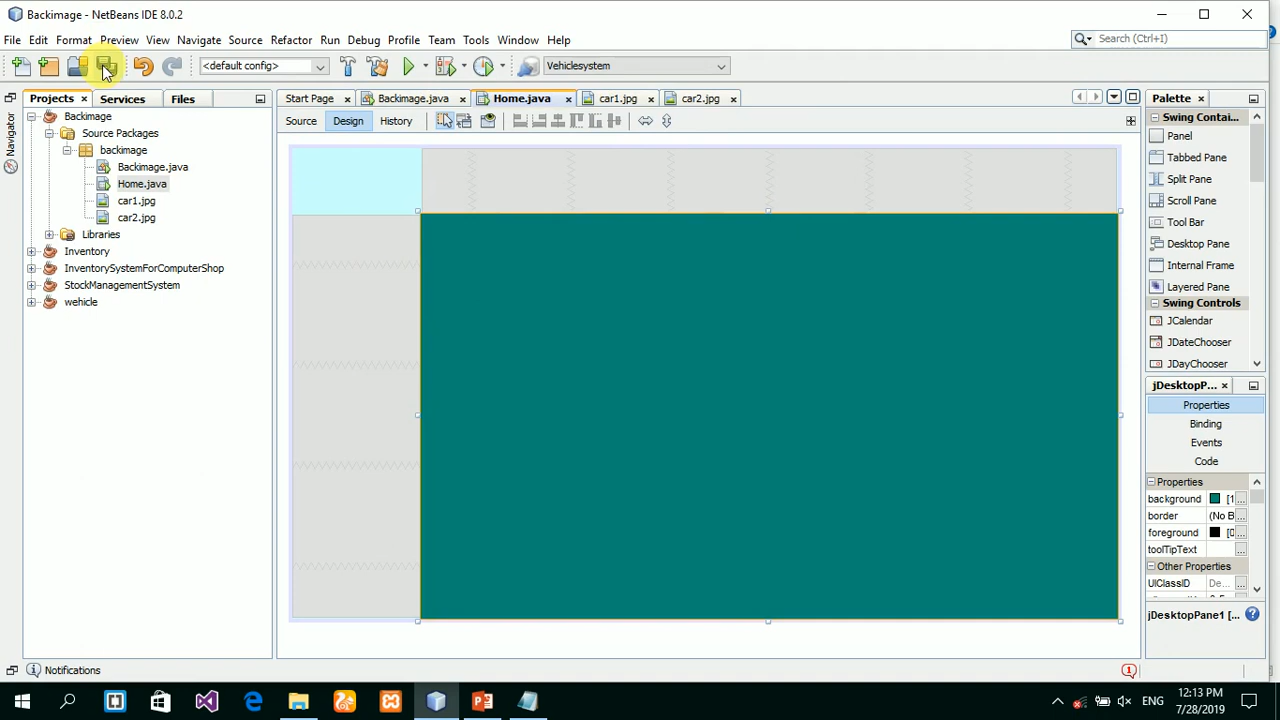 Backimage - NetBeans IDE 8.0.2
File Edit Format Preview View Navigate Source Refactor Run Debug Profile Team Tools Window Help
Search (Ctrl+I)
<default config>
Vehiclesystem
Projects Services Files
Start Page Backimage.java Home.java car1.jpg car2.jpg
Source Design History
Navigator
Backimage
Source Packages
backimage
Backimage.java
Home.java
car1.jpg
car2.jpg
Libraries
Inventory
InventorySystemForComputerShop
StockManagementSystem
wehicle
Palette
Swing Contai...
Panel
Tabbed Pane
Split Pane
Scroll Pane
Tool Bar
Desktop Pane
Internal Frame
Layered Pane
Swing Controls
JCalendar
JDateChooser
JDayChooser
jDesktopP...
Properties
Binding
Events
Code
Properties
background [1 ...
border (No B ...
foreground [0 ...
toolTipText ...
Other Properties
UIClassID De... ...
jDesktopPane1 [...
Notifications
1
ENG
12:13 PM
7/28/2019